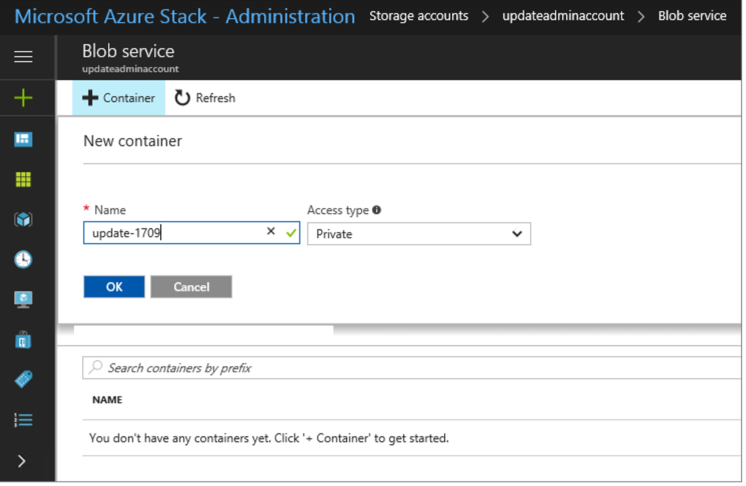 Microsoft Azure Stack - Administration Storage accounts > updateadminaccount > Blob service
Blob service
updateadminaccount
+ Container Refresh
New container
* Name Access type
update-1709 Private
OK Cancel
Search containers by prefix
NAME
You don't have any containers yet. Click '+ Container' to get started.